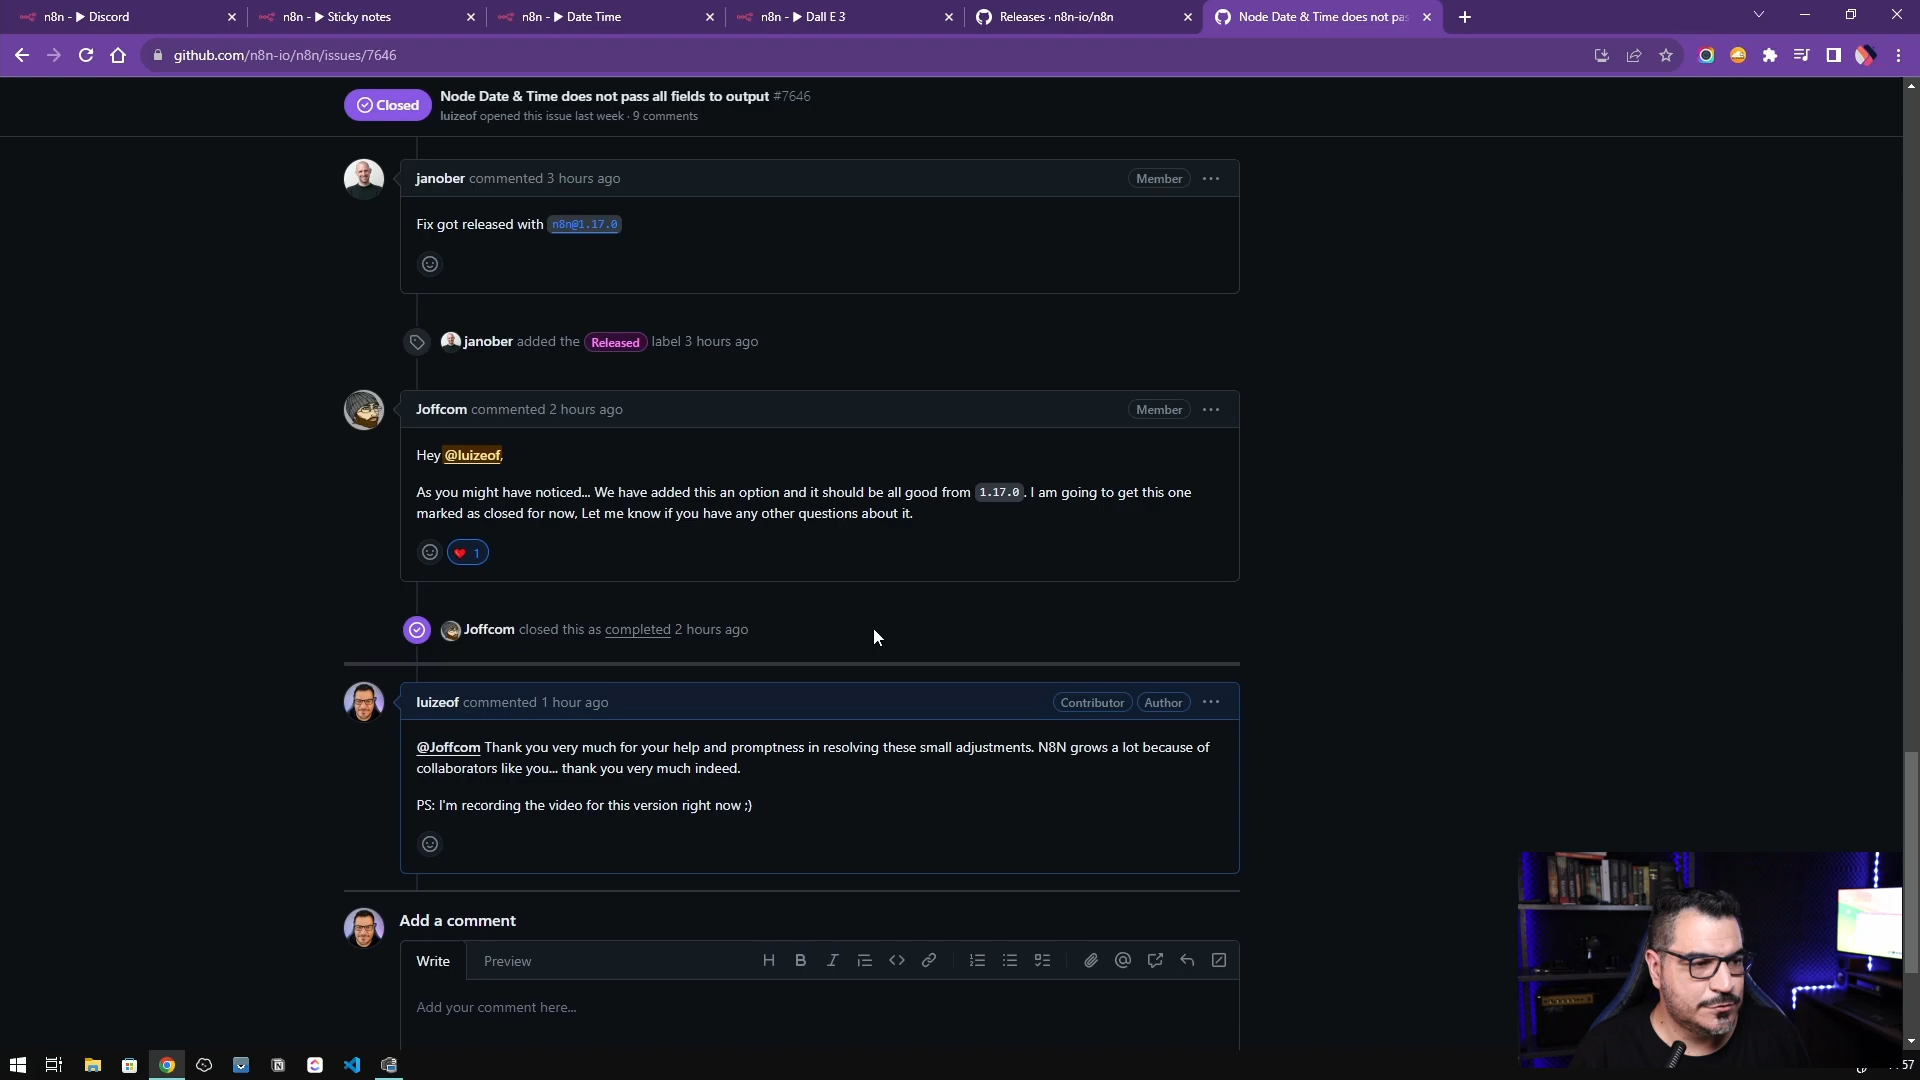 n8n - ▶ Discord
n8n - ▶ Sticky notes
n8n - ▶ Date Time
n8n - ▶ Dall E 3
Releases · n8n-io/n8n
Node Date & Time does not pas
github.com/n8n-io/n8n/issues/7646
Closed
Node Date & Time does not pass all fields to output #7646
luizeof opened this issue last week · 9 comments
janober commented 3 hours ago
Member
Fix got released with n8n@1.17.0
janober added the Released label 3 hours ago
Joffcom commented 2 hours ago
Member
Hey @luizeof,
As you might have noticed... We have added this an option and it should be all good from 1.17.0. I am going to get this one
marked as closed for now, Let me know if you have any other questions about it.
1
Joffcom closed this as completed 2 hours ago
luizeof commented 1 hour ago
Contributor
Author
@Joffcom Thank you very much for your help and promptness in resolving these small adjustments. N8N grows a lot because of
collaborators like you... thank you very much indeed.
PS: I'm recording the video for this version right now ;)
Add a comment
Write
Preview
Add your comment here...